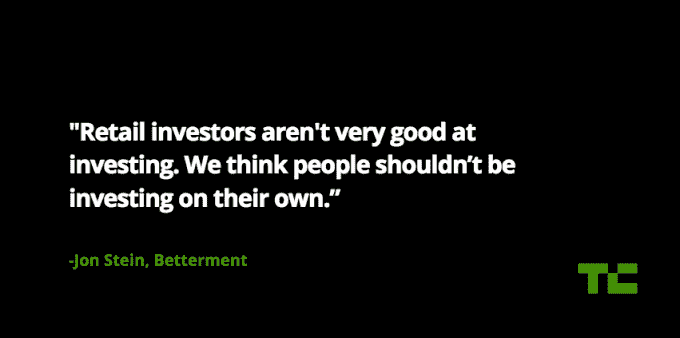 "Retail investors aren't very good at
investing. We think people shouldn’t be
investing on their own.”
-Jon Stein, Betterment
TC